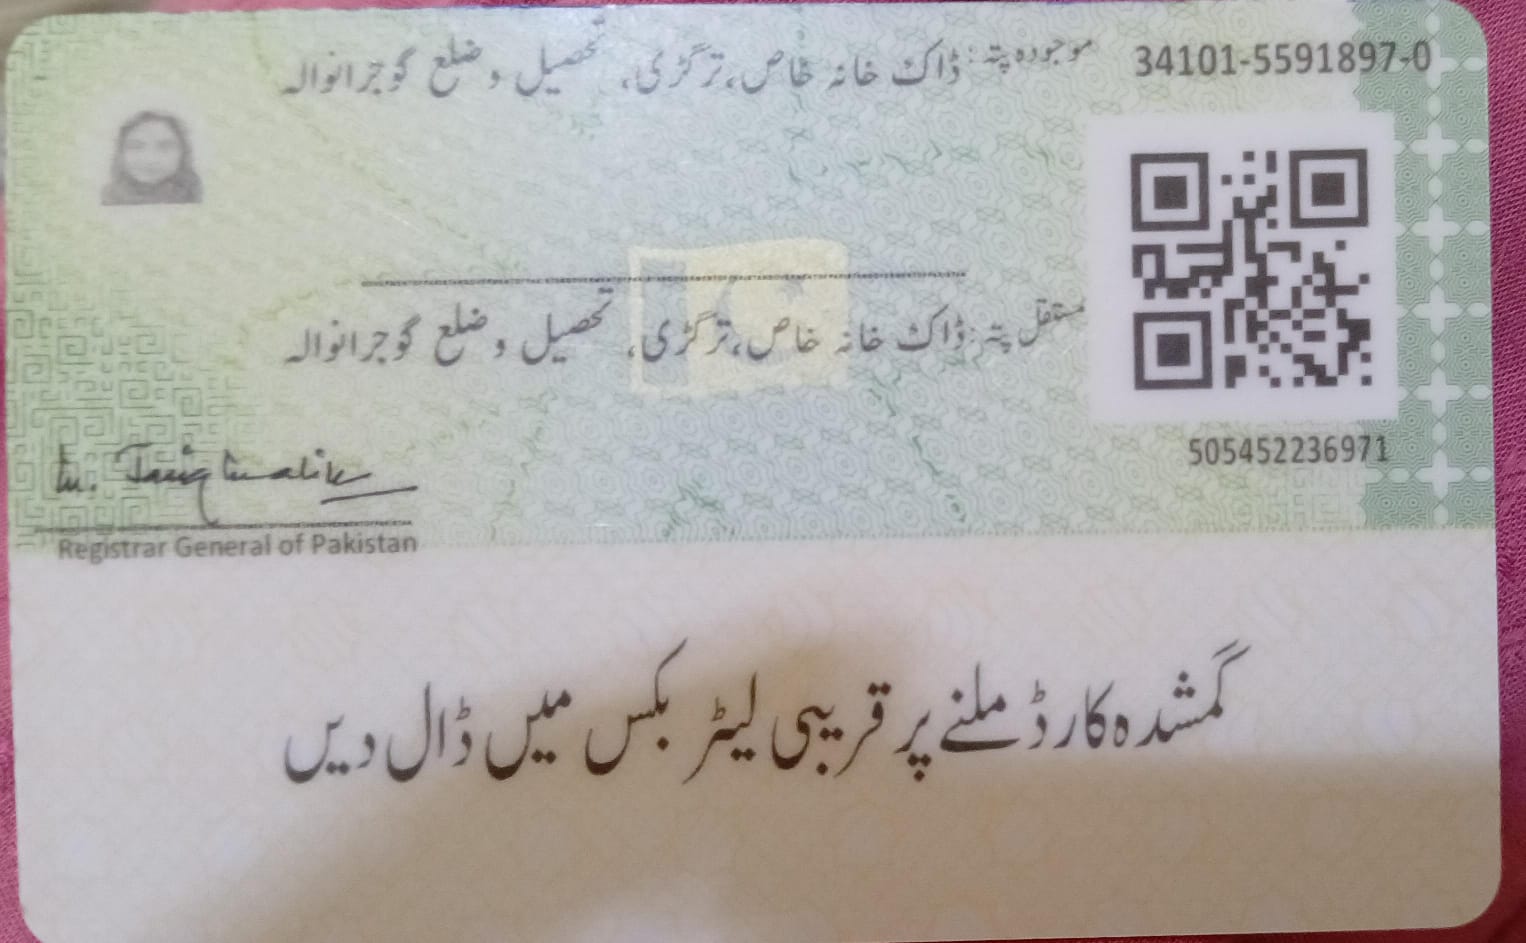 34101-5591897-0
موجودہ پتہ: ڈاک خانہ خاص، ترگڑی، تحصیل و ضلع گوجرانوالہ
مستقل پتہ: ڈاک خانہ خاص، ترگڑی، تحصیل و ضلع گوجرانوالہ
505452236971
Registrar General of Pakistan
گمشدہ کارڈ ملنے پر قریبی لیٹر بکس میں ڈال دیں